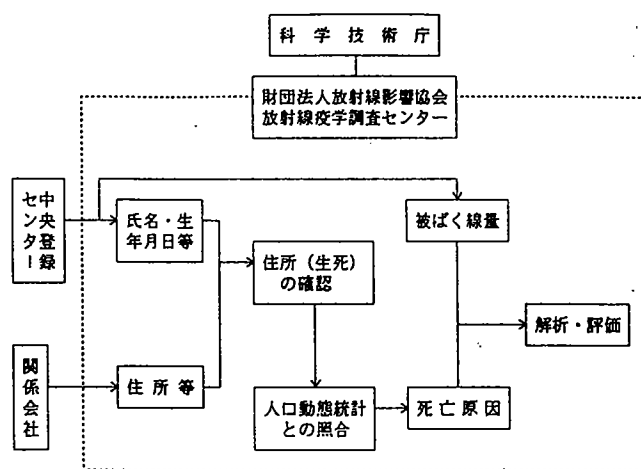 科学技術庁
財団法人放射線影響協会
放射線疫学調査センター
中央登録
センター
氏名・生
年月日等
被ばく線量
住所（生死）
の確認
解析・評価
関係会社
住所等
人口動態統計
との照合
死亡原因